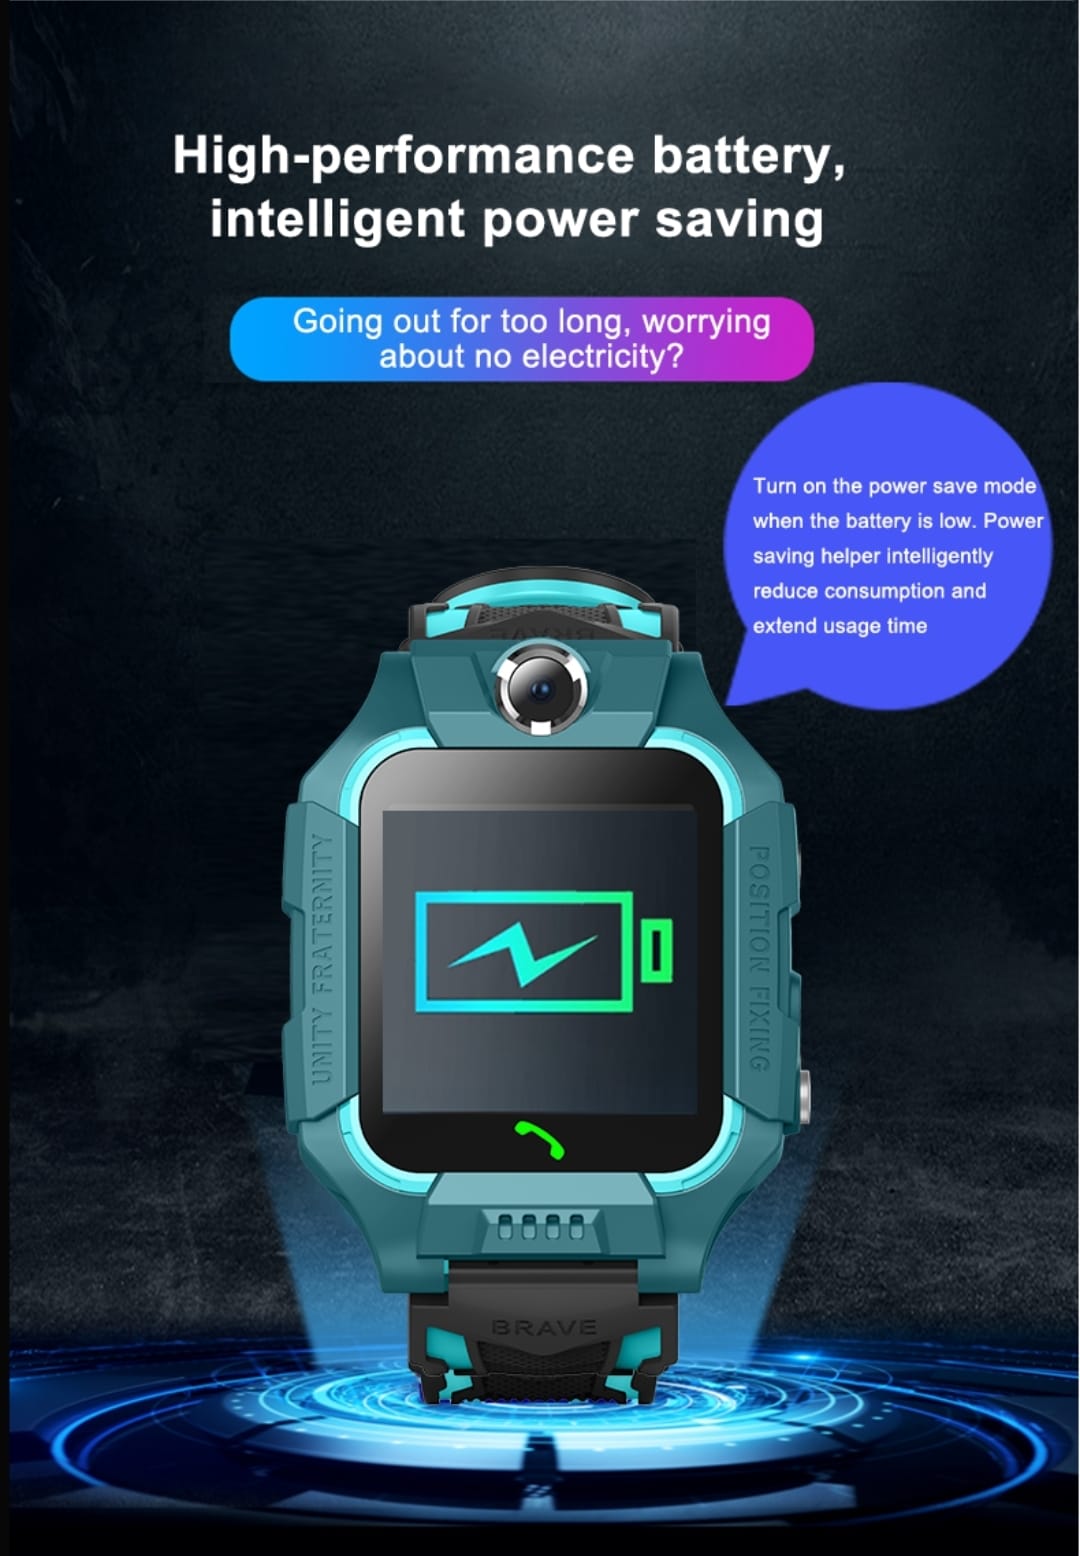 High-performance battery,
intelligent power saving
Going out for too long, worrying
about no electricity?
Turn on the power save mode
when the battery is low. Power
saving helper intelligently
reduce consumption and
extend usage time
BRAVE
UNITY FRATERNITY
POSITION FIXING
BRAVE